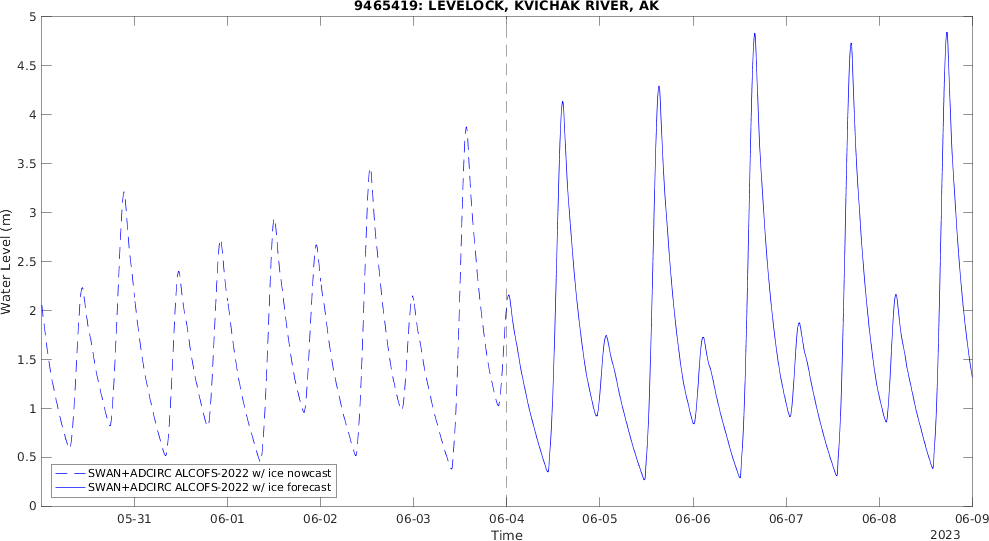 9465419: LEVELOCK, KVICHAK RIVER, AK
5
4.5
4
3.5
3
2.5
2
1.5
1
0.5
0
Water Level (m)
SWAN+ADCIRC ALCOFS-2022 w/ ice nowcast
SWAN+ADCIRC ALCOFS-2022 w/ ice forecast
05-31 06-01 06-02 06-03 06-04 06-05 06-06 06-07 06-08 06-09
Time
2023